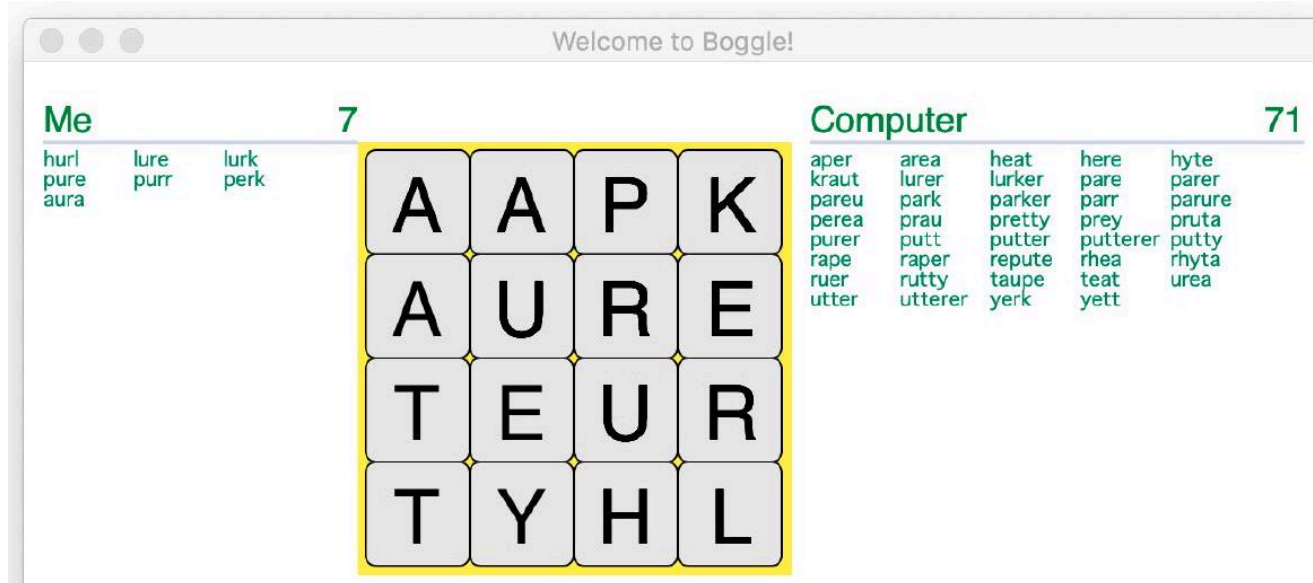 Welcome to Boggle!
Me 7
hurl lure lurk
pure purr perk
aura
A A P K
A U R E
T E U R
T Y H L
Computer 71
aper area heat here hyte
kraut lurer lurker pare parer
pareu park parker parr parure
perea prau pretty prey pruta
purer putt putter putterer putty
rape raper repute rhea rhyta
ruer rutty taupe teat urea
utter utterer yerk yett